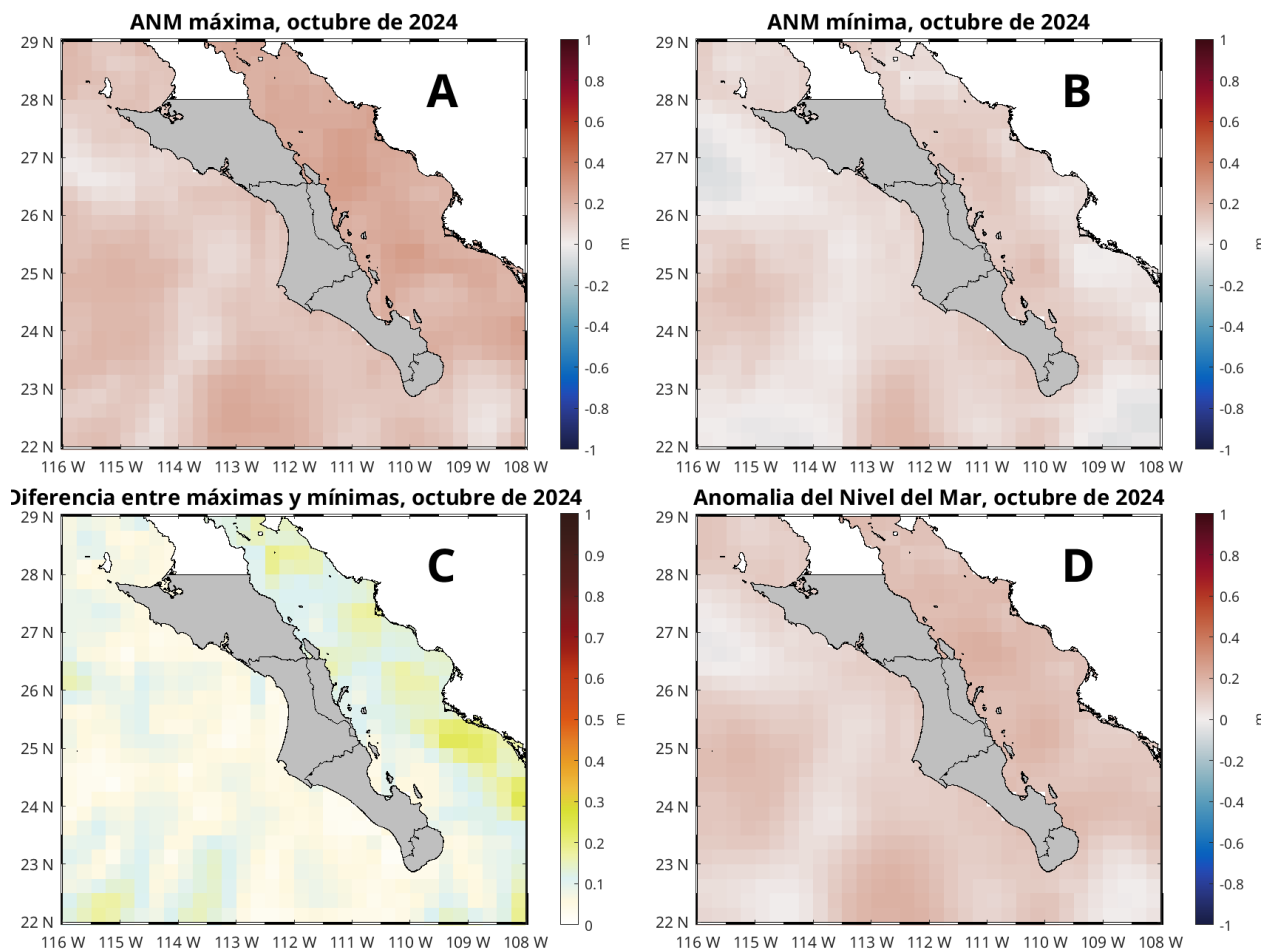 ANM máxima, octubre de 2024
ANM mínima, octubre de 2024
29 N
28 N
27 N
26 N
25 N
24 N
23 N
22 N
116 W 115 W 114 W 113 W 112 W 111 W 110 W 109 W 108 W
A
1
0.8
0.6
0.4
0.2
0
-0.2
-0.4
-0.6
-0.8
-1
m
29 N
28 N
27 N
26 N
25 N
24 N
23 N
22 N
116 W 115 W 114 W 113 W 112 W 111 W 110 W 109 W 108 W
B
1
0.8
0.6
0.4
0.2
0
-0.2
-0.4
-0.6
-0.8
-1
m
Diferencia entre máximas y mínimas, octubre de 2024
Anomalia del Nivel del Mar, octubre de 2024
29 N
28 N
27 N
26 N
25 N
24 N
23 N
22 N
116 W 115 W 114 W 113 W 112 W 111 W 110 W 109 W 108 W
C
1
0.9
0.8
0.7
0.6
0.5
0.4
0.3
0.2
0.1
0
m
29 N
28 N
27 N
26 N
25 N
24 N
23 N
22 N
116 W 115 W 114 W 113 W 112 W 111 W 110 W 109 W 108 W
D
1
0.8
0.6
0.4
0.2
0
-0.2
-0.4
-0.6
-0.8
-1
m